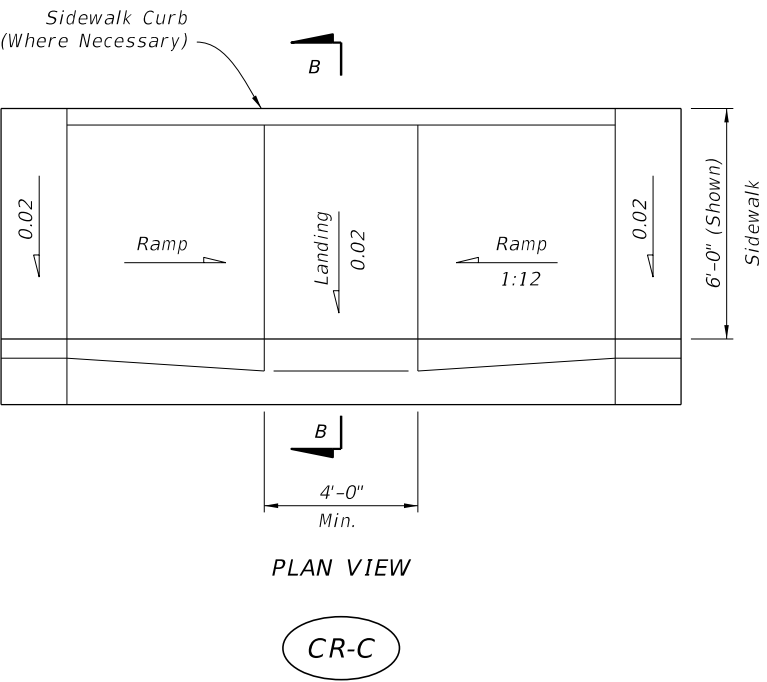 Sidewalk Curb
(Where Necessary)
B
0.02
Ramp
Landing
0.02
Ramp
1:12
0.02
6'-0" (Shown)
Sidewalk
B
4'-0"
Min.
PLAN VIEW
CR-C